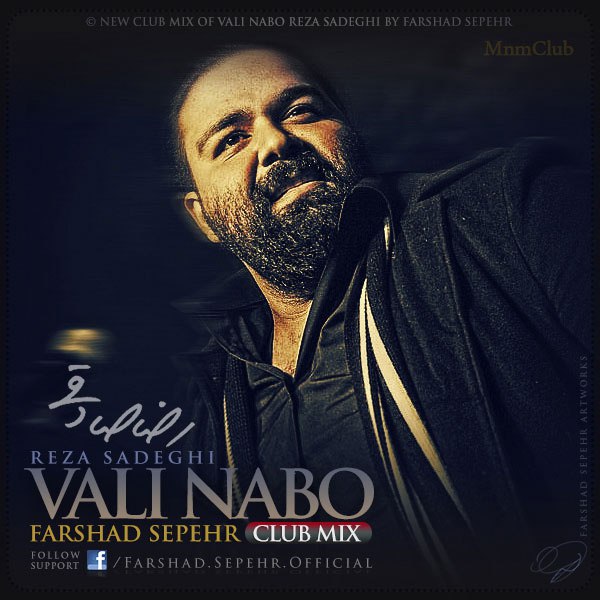 © NEW CLUB MIX OF VALI NABO REZA SADEGHI BY FARSHAD SEPEHR
MnmClub
REZA SADEGHI
VALI NABO
FARSHAD SEPEHR CLUB MIX
FOLLOW
SUPPORT
f /FARSHAD.SEPEHR.OFFICIAL
FARSHAD SEPEHR ARTWORKS